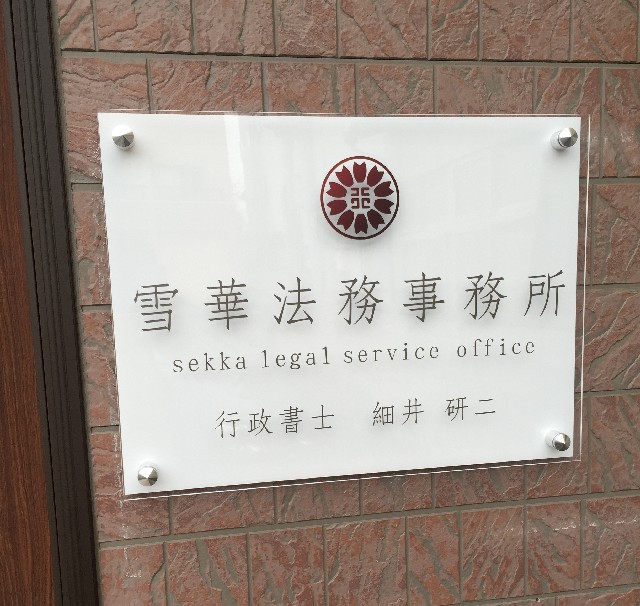 雪華法務事務所
sekka legal service office
行政書士 細井 研二